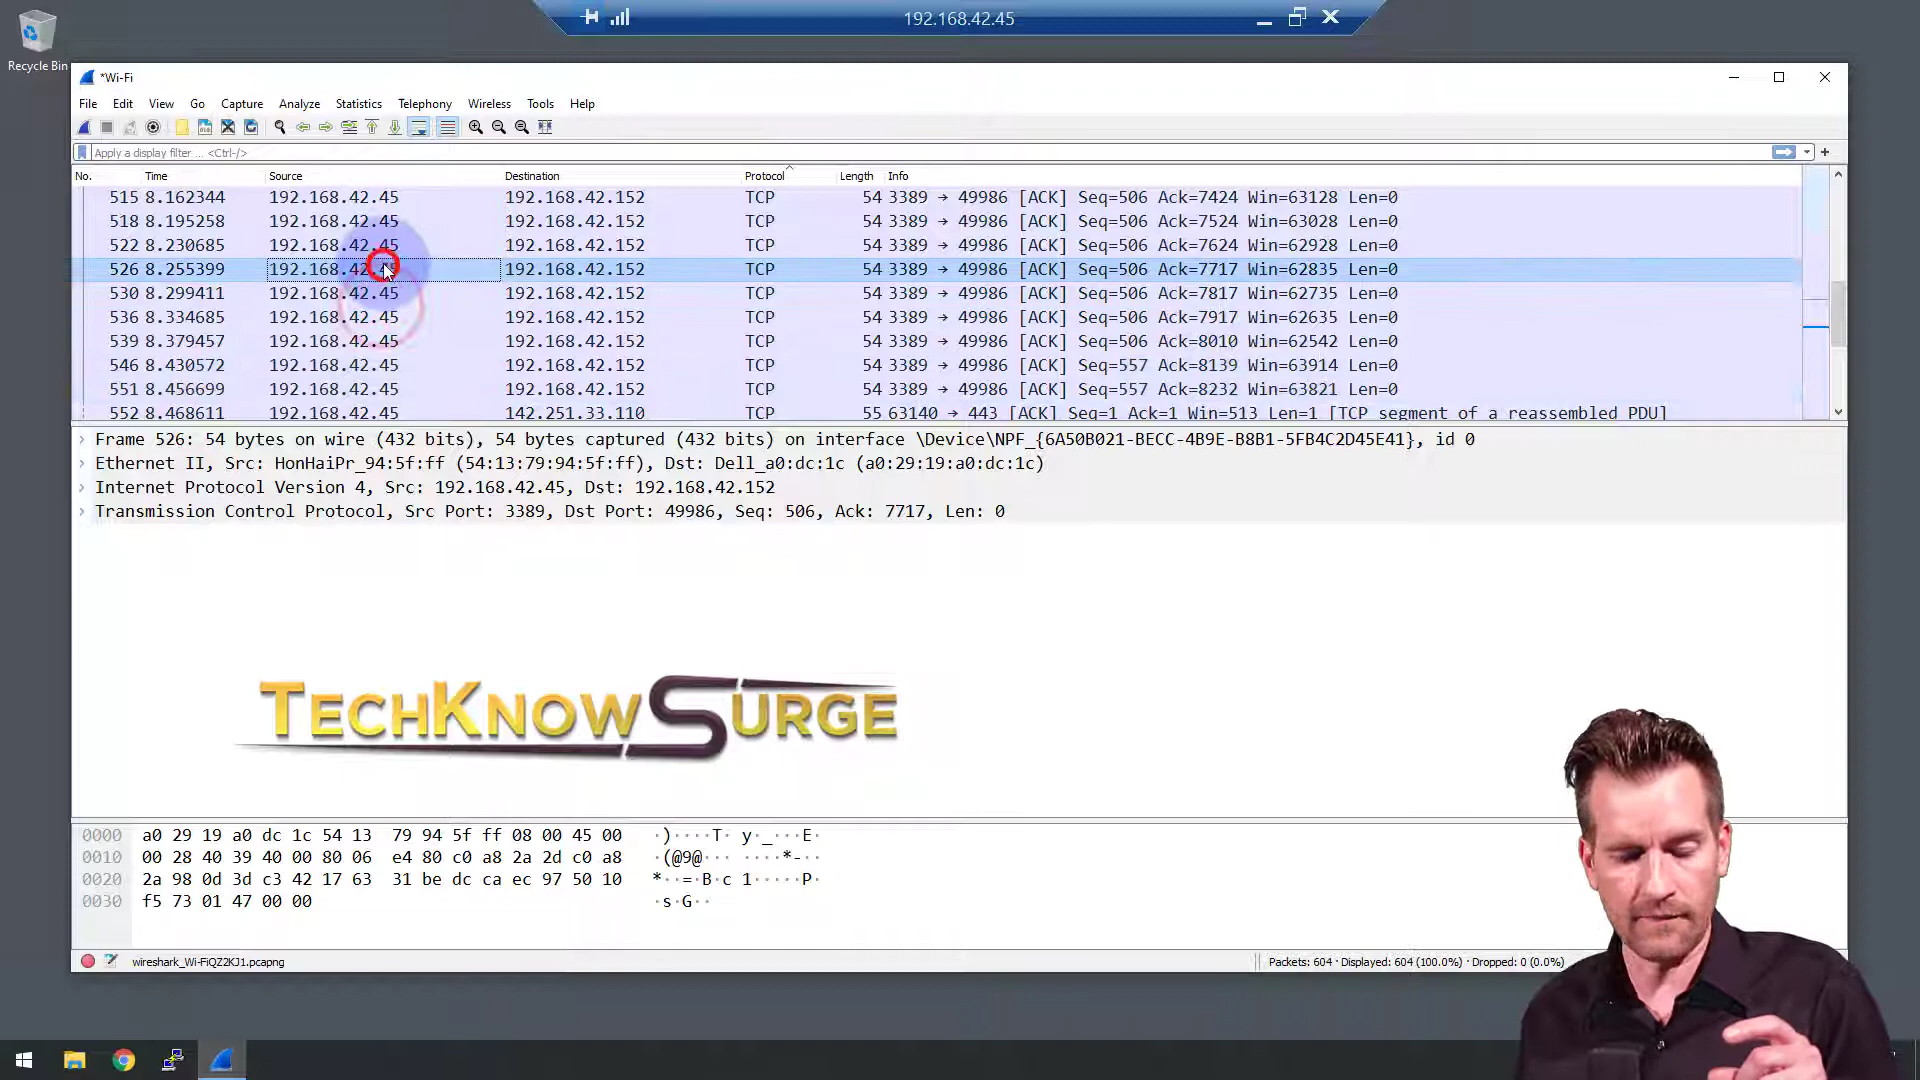 192.168.42.45
Recycle Bin
*Wi-Fi
File Edit View Go Capture Analyze Statistics Telephony Wireless Tools Help
Apply a display filter ... <Ctrl-/>
No. Time Source Destination Protocol Length Info
515 8.162344 192.168.42.45 192.168.42.152 TCP 54 3389 → 49986 [ACK] Seq=506 Ack=7424 Win=63128 Len=0
518 8.195258 192.168.42.45 192.168.42.152 TCP 54 3389 → 49986 [ACK] Seq=506 Ack=7524 Win=63028 Len=0
522 8.230685 192.168.42.45 192.168.42.152 TCP 54 3389 → 49986 [ACK] Seq=506 Ack=7624 Win=62928 Len=0
526 8.255399 192.168.42.45 192.168.42.152 TCP 54 3389 → 49986 [ACK] Seq=506 Ack=7717 Win=62835 Len=0
530 8.299411 192.168.42.45 192.168.42.152 TCP 54 3389 → 49986 [ACK] Seq=506 Ack=7817 Win=62735 Len=0
536 8.334685 192.168.42.45 192.168.42.152 TCP 54 3389 → 49986 [ACK] Seq=506 Ack=7917 Win=62635 Len=0
539 8.379457 192.168.42.45 192.168.42.152 TCP 54 3389 → 49986 [ACK] Seq=506 Ack=8010 Win=62542 Len=0
546 8.430572 192.168.42.45 192.168.42.152 TCP 54 3389 → 49986 [ACK] Seq=557 Ack=8139 Win=63914 Len=0
551 8.456699 192.168.42.45 192.168.42.152 TCP 54 3389 → 49986 [ACK] Seq=557 Ack=8232 Win=63821 Len=0
552 8.468611 192.168.42.45 142.251.33.110 TCP 55 63140 → 443 [ACK] Seq=1 Ack=1 Win=513 Len=1 [TCP segment of a reassembled PDU]
Frame 526: 54 bytes on wire (432 bits), 54 bytes captured (432 bits) on interface \Device\NPF_{6A50B021-BECC-4B9E-B8B1-5FB4C2D45E41}, id 0
Ethernet II, Src: HonHaiPr_94:5f:ff (54:13:79:94:5f:ff), Dst: Dell_a0:dc:1c (a0:29:19:a0:dc:1c)
Internet Protocol Version 4, Src: 192.168.42.45, Dst: 192.168.42.152
Transmission Control Protocol, Src Port: 3389, Dst Port: 49986, Seq: 506, Ack: 7717, Len: 0
TECHKNOWSURGE
0000 a0 29 19 a0 dc 1c 54 13 79 94 5f ff 08 00 45 00 ·)····T· y·_···E·
0010 00 28 40 39 40 00 80 06 e4 80 c0 a8 2a 2d c0 a8 ·(@9@··· ····*-··
0020 2a 98 0d 3d c3 42 17 63 31 be dc ca ec 97 50 10 *··=·B·c 1·····P·
0030 f5 73 01 47 00 00 ·s·G··
wireshark_Wi-FiQZ2KJ1.pcapng
Packets: 604 · Displayed: 604 (100.0%) · Dropped: 0 (0.0%)